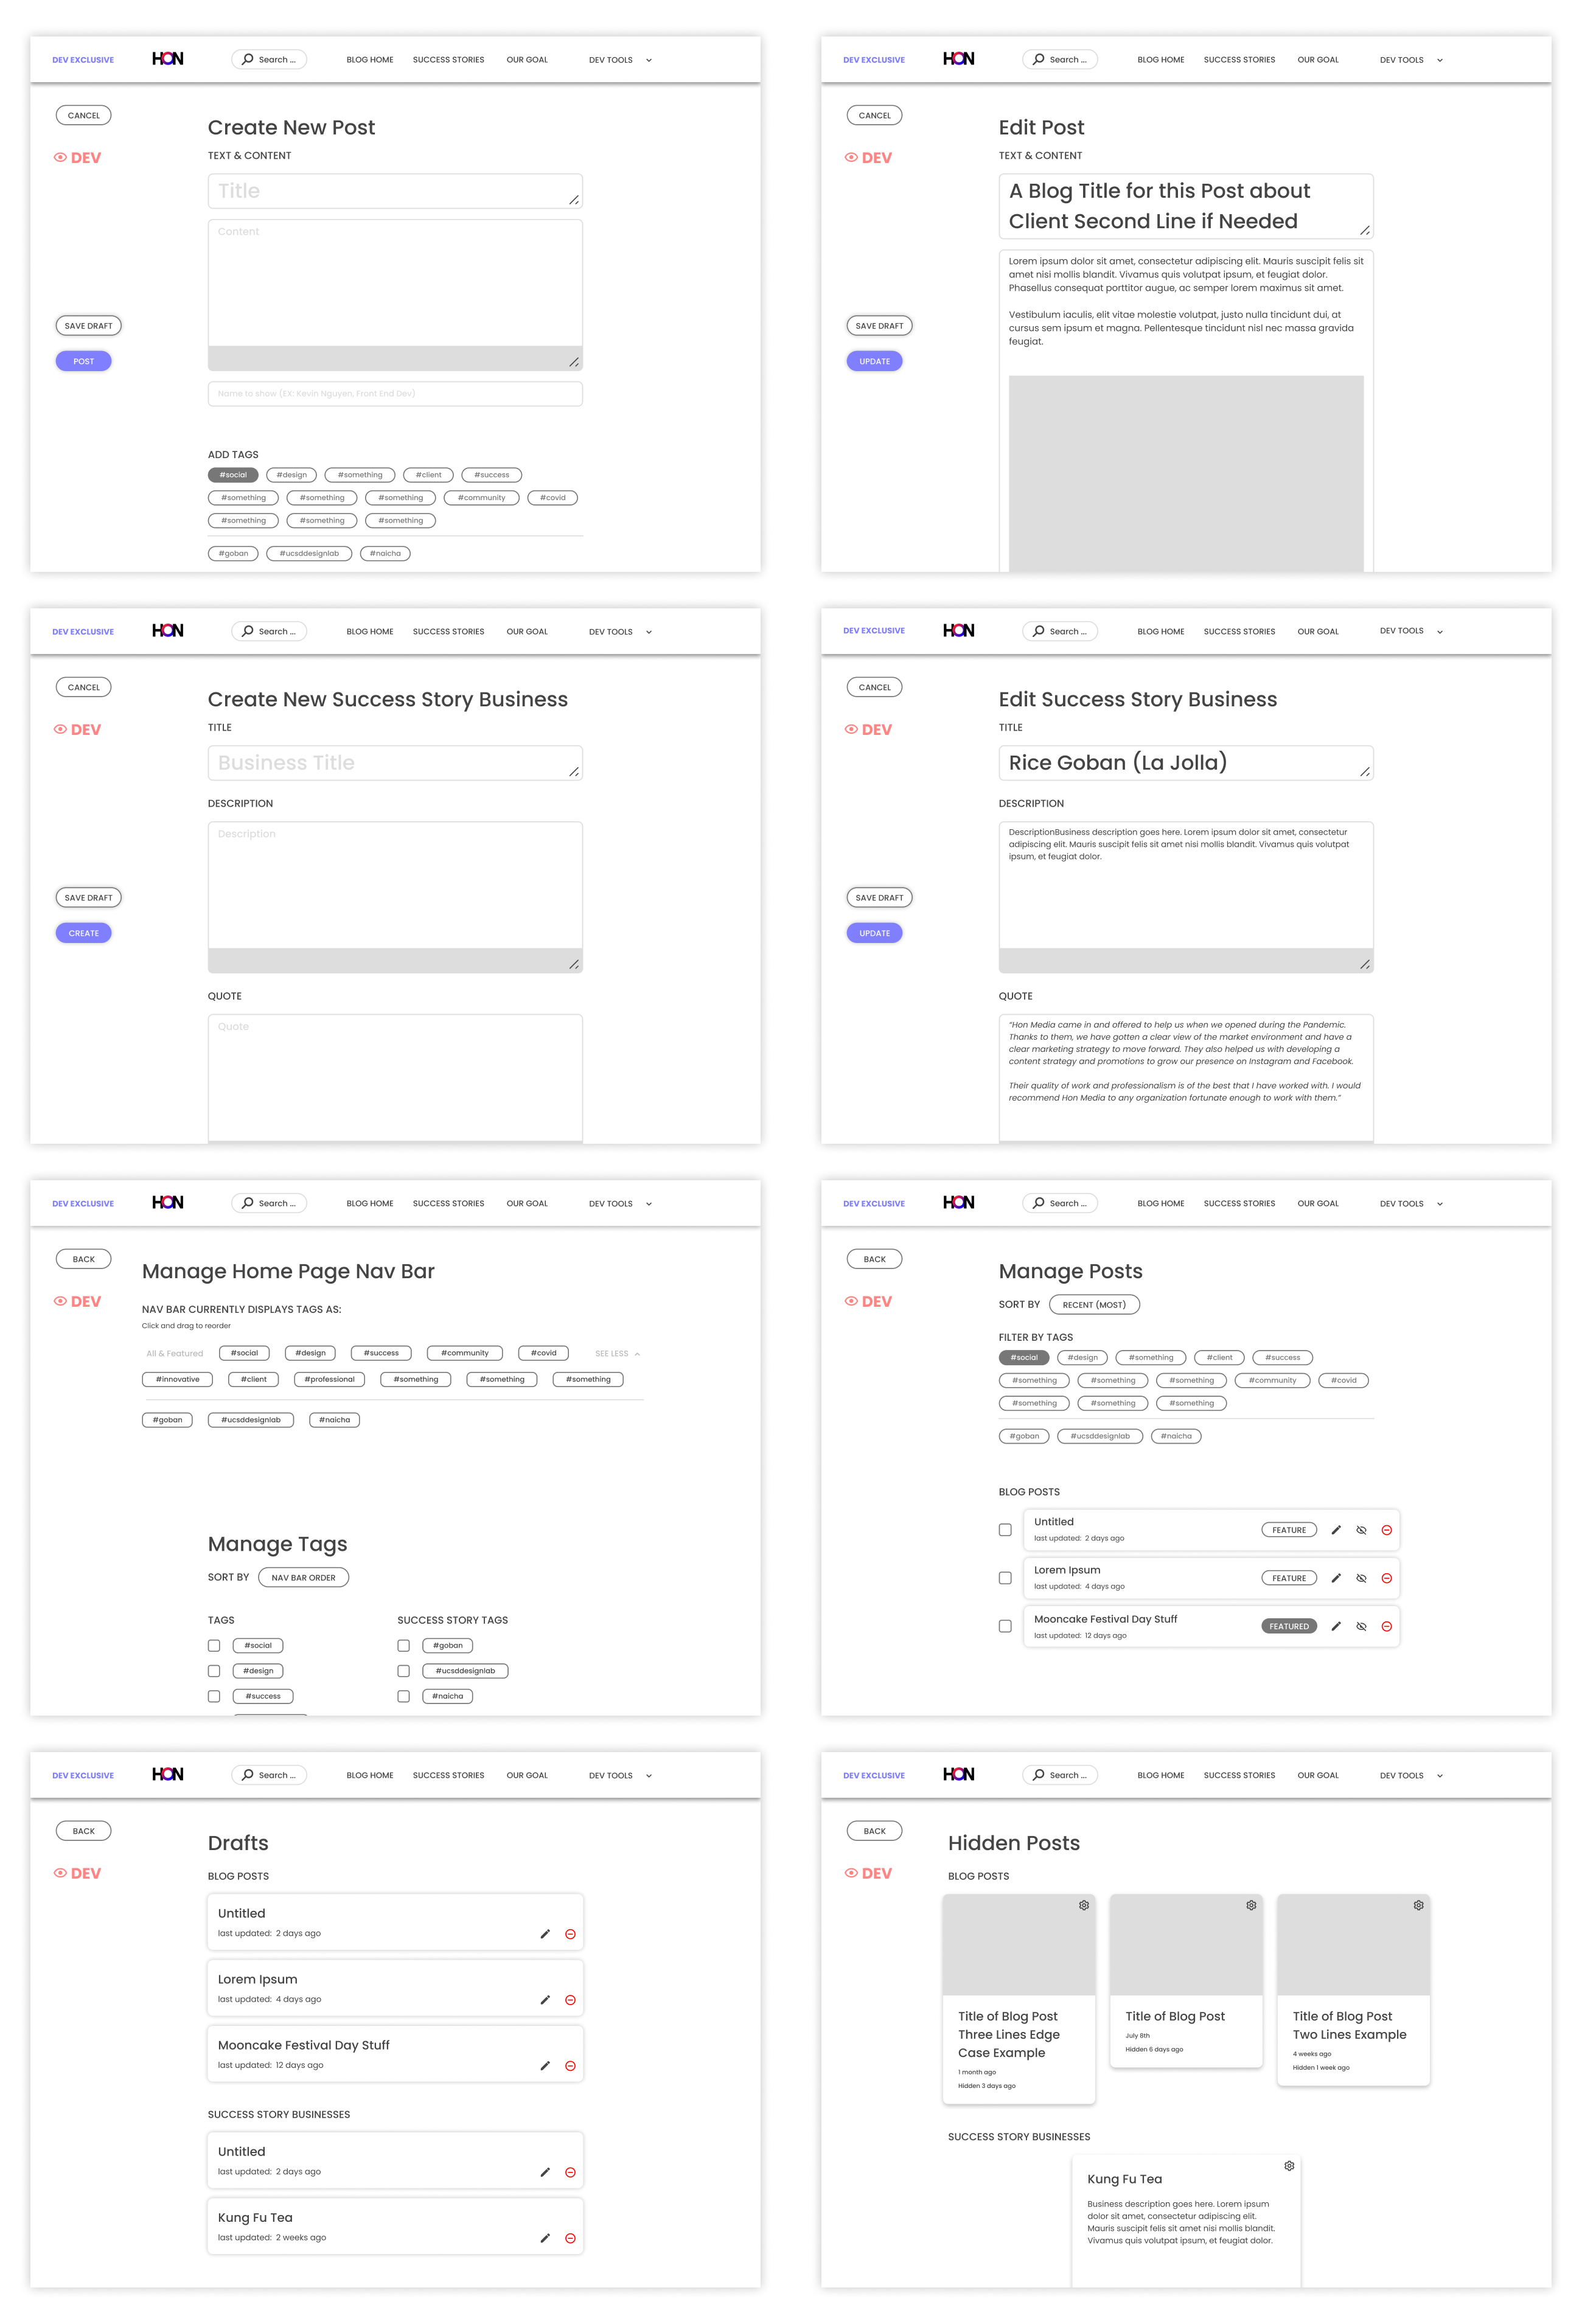 DEV EXCLUSIVE HON Search ... BLOG HOME SUCCESS STORIES OUR GOAL DEV TOOLS
CANCEL
DEV
Create New Post
TEXT & CONTENT
Title
Content
SAVE DRAFT
POST
Name to show (EX: Kevin Nguyen, Front End Dev)
ADD TAGS
#social #design #something #client #success
#something #something #something #community #covid
#something #something #something
#goban #ucsddesignlab #naicha
DEV EXCLUSIVE HON Search ... BLOG HOME SUCCESS STORIES OUR GOAL DEV TOOLS
CANCEL
DEV
Edit Post
TEXT & CONTENT
A Blog Title for this Post about
Client Second Line if Needed
Lorem ipsum dolor sit amet, consectetur adipiscing elit. Mauris suscipit felis sit
amet nisi mollis blandit. Vivamus quis volutpat ipsum, et feugiat dolor.
Phasellus consequat porttitor augue, ac semper lorem maximus sit amet.
Vestibulum iaculis, elit vitae molestie volutpat, justo nulla tincidunt dui, at
cursus sem ipsum et magna. Pellentesque tincidunt nisl nec massa gravida
feugiat.
SAVE DRAFT
UPDATE
DEV EXCLUSIVE HON Search ... BLOG HOME SUCCESS STORIES OUR GOAL DEV TOOLS
CANCEL
DEV
Create New Success Story Business
TITLE
Business Title
DESCRIPTION
Description
SAVE DRAFT
CREATE
QUOTE
Quote
DEV EXCLUSIVE HON Search ... BLOG HOME SUCCESS STORIES OUR GOAL DEV TOOLS
CANCEL
DEV
Edit Success Story Business
TITLE
Rice Goban (La Jolla)
DESCRIPTION
DescriptionBusiness description goes here. Lorem ipsum dolor sit amet, consectetur
adipiscing elit. Mauris suscipit felis sit amet nisi mollis blandit. Vivamus quis volutpat
ipsum, et feugiat dolor.
SAVE DRAFT
UPDATE
QUOTE
“Hon Media came in and offered to help us when we opened during the Pandemic.
Thanks to them, we have gotten a clear view of the market environment and have a
clear marketing strategy to move forward. They also helped us with developing a
content strategy and promotions to grow our presence on Instagram and Facebook.
Their quality of work and professionalism is of the best that I have worked with. I would
recommend Hon Media to any organization fortunate enough to work with them.”
DEV EXCLUSIVE HON Search ... BLOG HOME SUCCESS STORIES OUR GOAL DEV TOOLS
BACK
DEV
Manage Home Page Nav Bar
NAV BAR CURRENTLY DISPLAYS TAGS AS:
Click and drag to reorder
All & Featured #social #design #success #community #covid SEE LESS
#innovative #client #professional #something #something #something
#goban #ucsddesignlab #naicha
Manage Tags
SORT BY NAV BAR ORDER
TAGS SUCCESS STORY TAGS
#social #goban
#design #ucsddesignlab
#success #naicha
DEV EXCLUSIVE HON Search ... BLOG HOME SUCCESS STORIES OUR GOAL DEV TOOLS
BACK
DEV
Manage Posts
SORT BY RECENT (MOST)
FILTER BY TAGS
#social #design #something #client #success
#something #something #something #community #covid
#something #something #something
#goban #ucsddesignlab #naicha
BLOG POSTS
Untitled
last updated: 2 days ago
FEATURE
Lorem Ipsum
last updated: 4 days ago
FEATURE
Mooncake Festival Day Stuff
last updated: 12 days ago
FEATURED
DEV EXCLUSIVE HON Search ... BLOG HOME SUCCESS STORIES OUR GOAL DEV TOOLS
BACK
DEV
Drafts
BLOG POSTS
Untitled
last updated: 2 days ago
Lorem Ipsum
last updated: 4 days ago
Mooncake Festival Day Stuff
last updated: 12 days ago
SUCCESS STORY BUSINESSES
Untitled
last updated: 2 days ago
Kung Fu Tea
last updated: 2 weeks ago
DEV EXCLUSIVE HON Search ... BLOG HOME SUCCESS STORIES OUR GOAL DEV TOOLS
BACK
DEV
Hidden Posts
BLOG POSTS
Title of Blog Post
Three Lines Edge
Case Example
1 month ago
Hidden 3 days ago
Title of Blog Post
July 8th
Hidden 6 days ago
Title of Blog Post
Two Lines Example
4 weeks ago
Hidden 1 week ago
SUCCESS STORY BUSINESSES
Kung Fu Tea
Business description goes here. Lorem ipsum
dolor sit amet, consectetur adipiscing elit.
Mauris suscipit felis sit amet nisi mollis blandit.
Vivamus quis volutpat ipsum, et feugiat dolor.